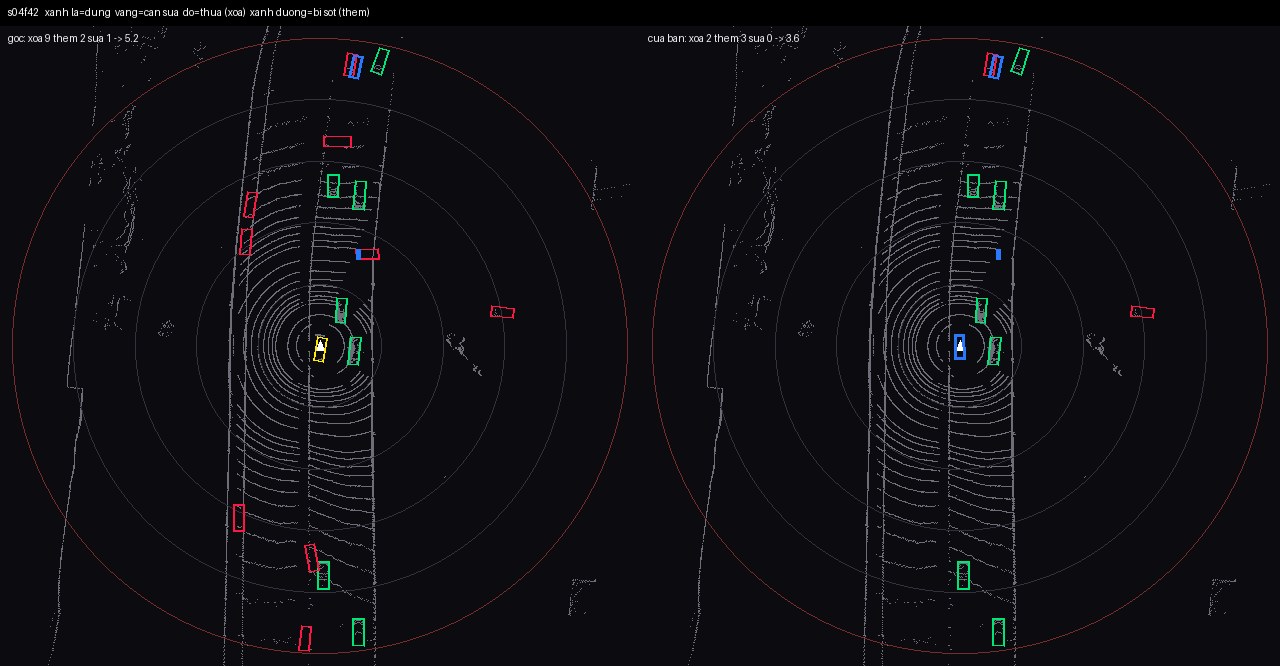 s04f42 xanh la=dung vang=can sua do=thua (xoa) xanh duong=bi sot (them)
goc: xoa 9 them 2 sua 1 -> 5.2
cua ban: xoa 2 them 3 sua 0 -> 3.6